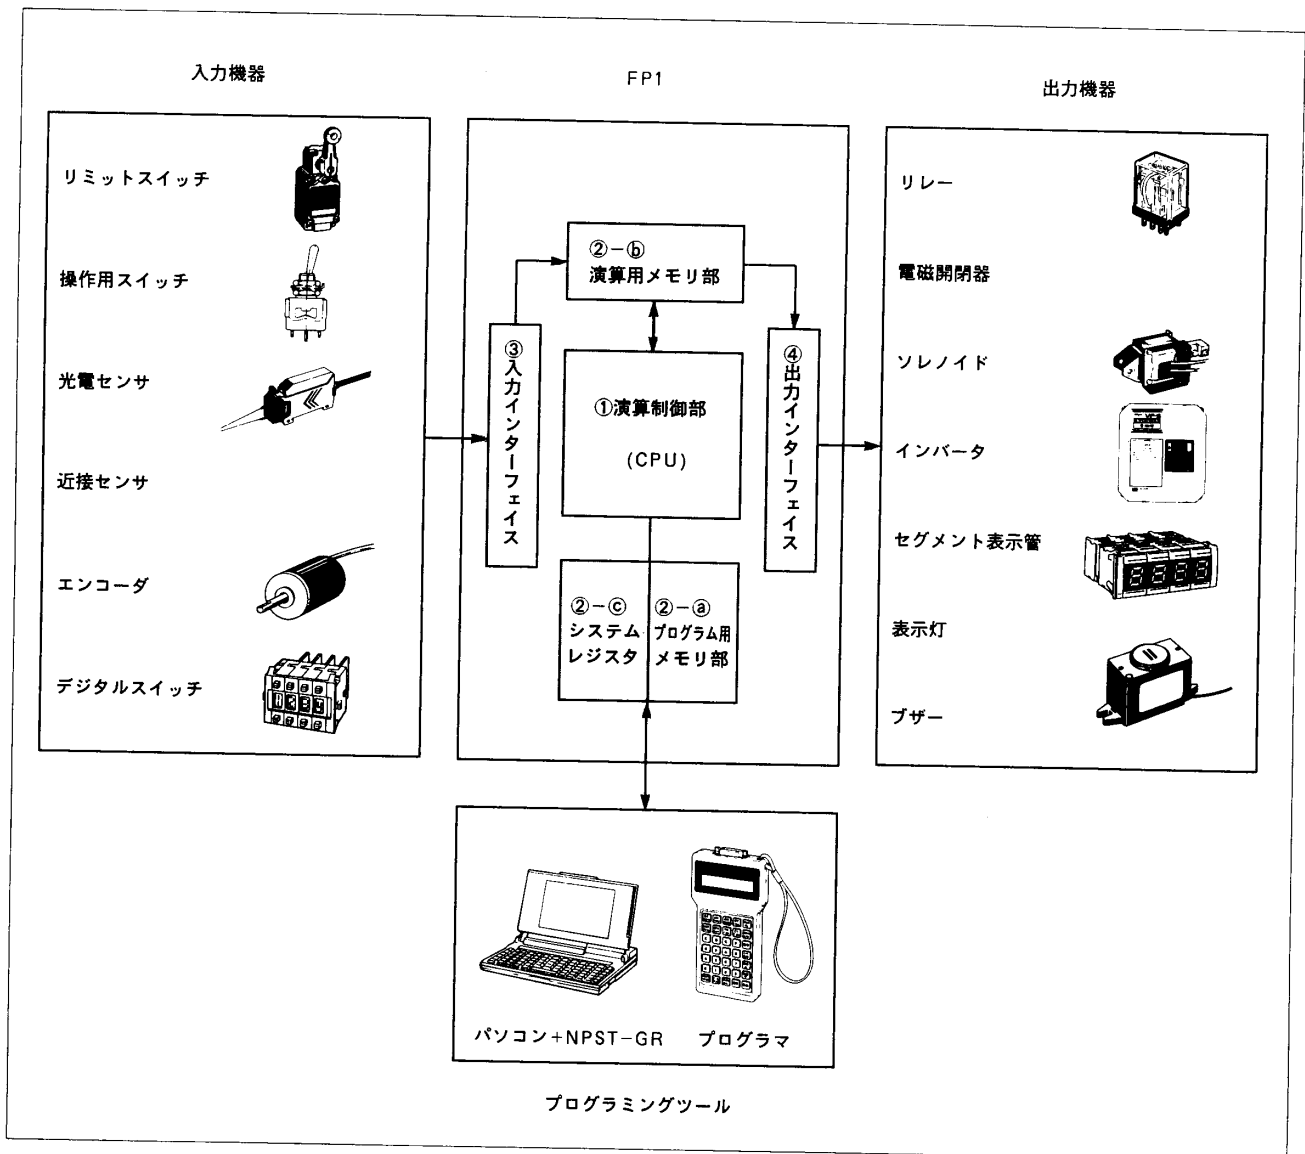 入力機器
FP1
出力機器
リミットスイッチ
操作用スイッチ
光電センサ
近接センサ
エンコーダ
デジタルスイッチ
②-ⓑ
演算用メモリ部
③入力インターフェイス
①演算制御部
(CPU)
④出力インターフェイス
②-ⓒ
システム
レジスタ
②-ⓐ
プログラム用
メモリ部
リレー
電磁開閉器
ソレノイド
インバータ
セグメント表示管
表示灯
ブザー
パソコン+NPST-GR
プログラマ
プログラミングツール